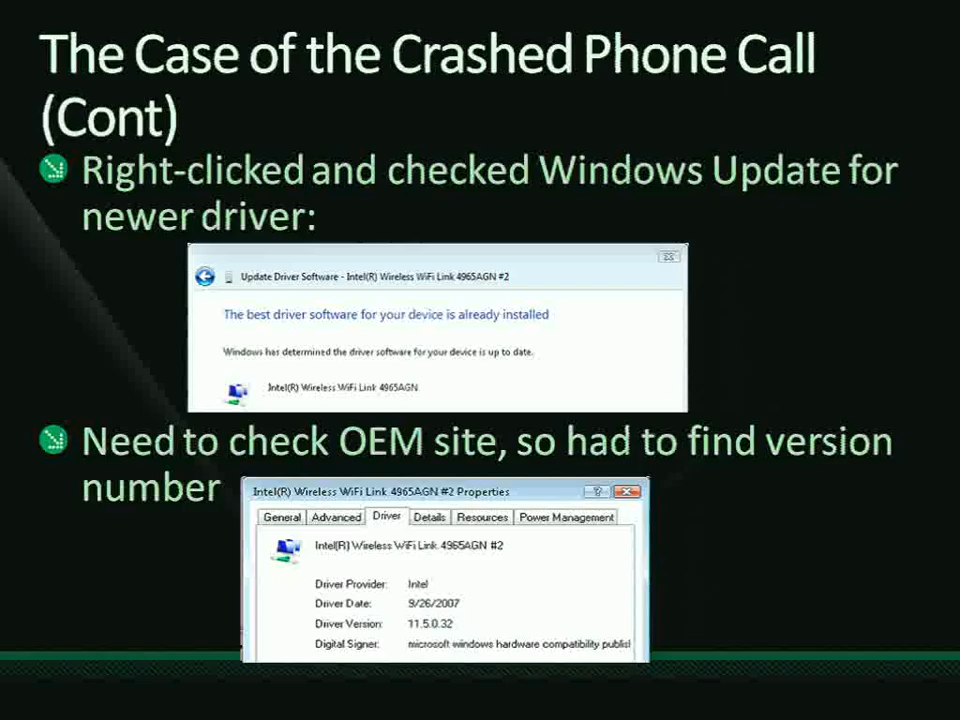 The Case of the Crashed Phone Call
(Cont)
Right-clicked and checked Windows Update for
newer driver:
Update Driver Software - Intel(R) Wireless WiFi Link 4965AGN #2
The best driver software for your device is already installed
Windows has determined the driver software for your device is up to date.
Intel(R) Wireless WiFi Link 4965AGN
Need to check OEM site, so had to find version
number
Intel(R) Wireless WiFi Link 4965AGN #2 Properties
General Advanced Driver Details Resources Power Management
Intel(R) Wireless WiFi Link 4965AGN #2
Driver Provider: Intel
Driver Date: 9/26/2007
Driver Version: 11.5.0.32
Digital Signer: microsoft windows hardware compatibility publish